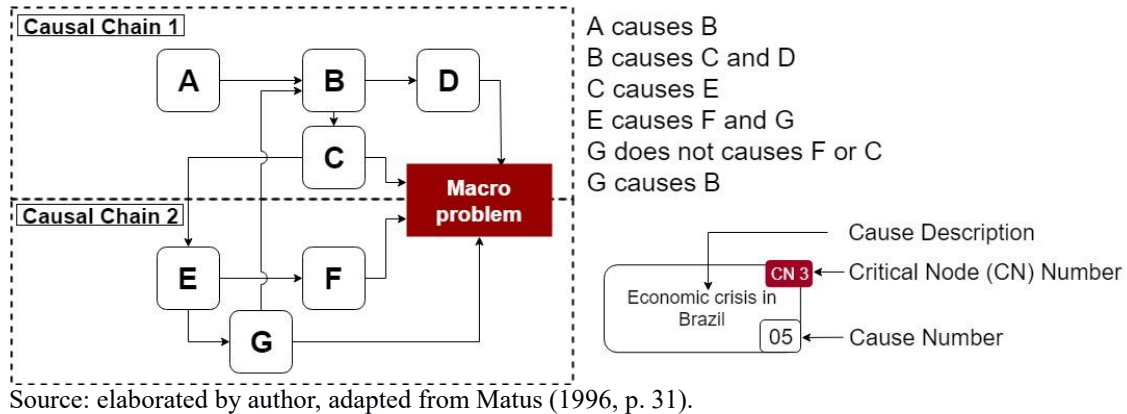 Causal Chain 1
A
B
D
C
Macro
problem
Causal Chain 2
E
F
G
A causes B
B causes C and D
C causes E
E causes F and G
G does not causes F or C
G causes B
Cause Description
CN 3
Critical Node (CN) Number
Economic crisis in
Brazil
05
Cause Number
Source: elaborated by author, adapted from Matus (1996, p. 31).